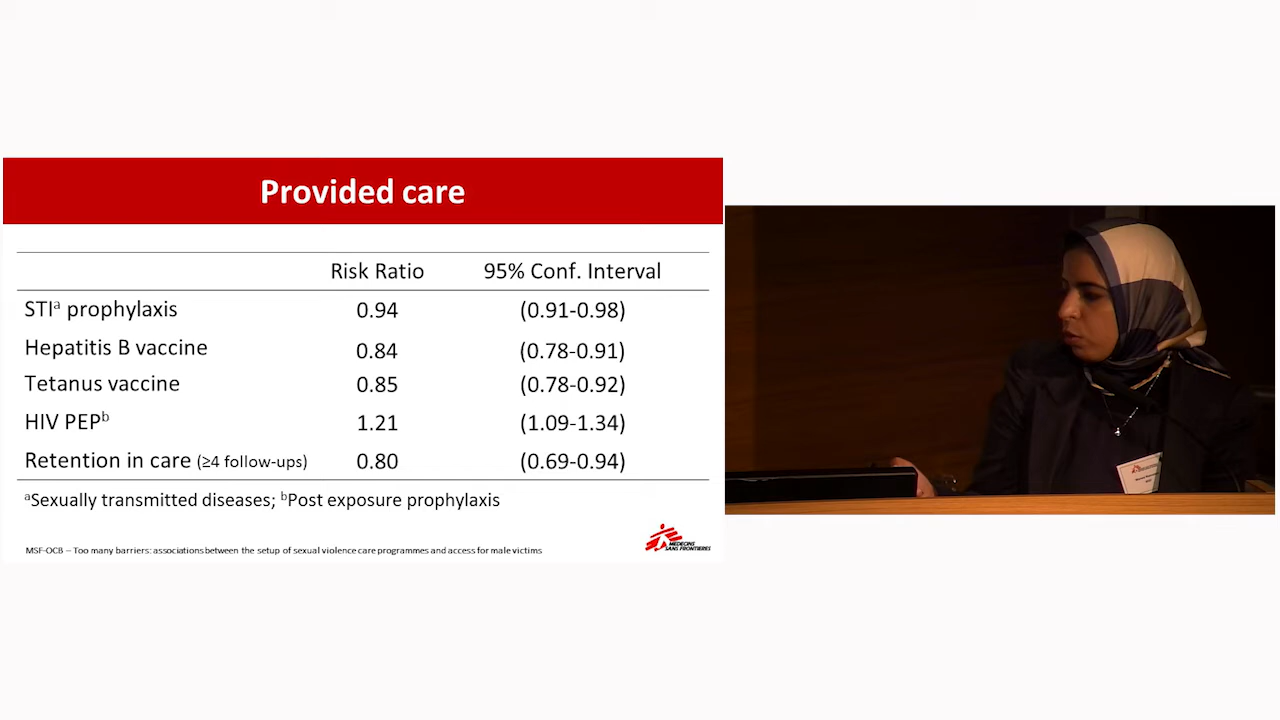 Provided care
Risk Ratio 95% Conf. Interval
STIᵃ prophylaxis 0.94 (0.91-0.98)
Hepatitis B vaccine 0.84 (0.78-0.91)
Tetanus vaccine 0.85 (0.78-0.92)
HIV PEPᵇ 1.21 (1.09-1.34)
Retention in care (≥4 follow-ups) 0.80 (0.69-0.94)
ᵃSexually transmitted diseases; ᵇPost exposure prophylaxis
MSF-OCB – Too many barriers: associations between the setup of sexual violence care programmes and access for male victims
MEDECINS
SANS FRONTIERES